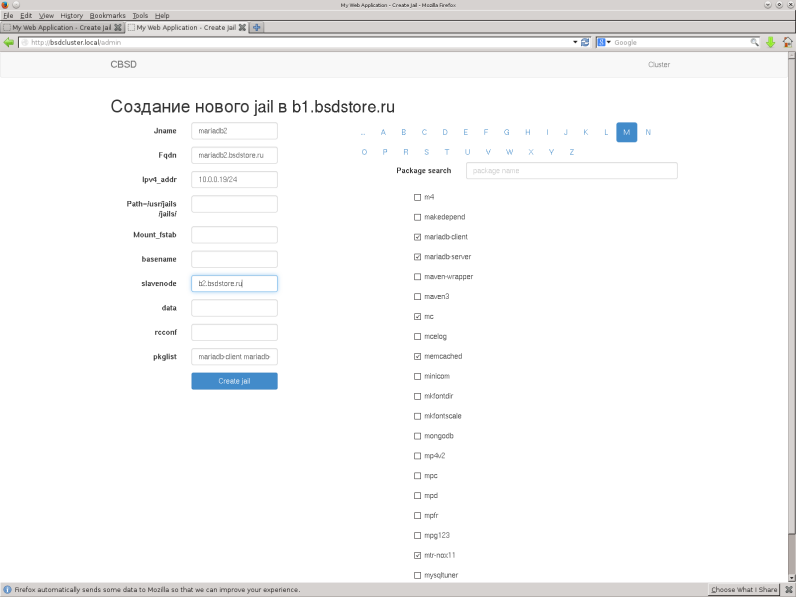 My Web Application - Create Jail - Mozilla Firefox
File Edit View History Bookmarks Tools Help
My Web Application - Create Jail
My Web Application - Create Jail
http://bsdcluster.local/admin
Google
CBSD
Cluster
Создание нового jail в b1.bsdstore.ru
Jname
mariadb2
Fqdn
mariadb2.bsdstore.ru
Ipv4_addr
10.0.0.19/24
Path=/usr/jails
/jails/
Mount_fstab
basename
slavenode
b2.bsdstore.ru
data
rcconf
pkglist
mariadb-client mariadb-
Create jail
.. A B C D E F G H I J K L M N
O P R S T U V W X Y Z
Package search
package name
m4
makedepend
mariadb-client
mariadb-server
maven-wrapper
maven3
mc
mcelog
memcached
minicom
mkfontdir
mkfontscale
mongodb
mp4v2
mpc
mpd
mpfr
mpg123
mtr-nox11
mysqltuner
Firefox automatically sends some data to Mozilla so that we can improve your experience.
Choose What I Share